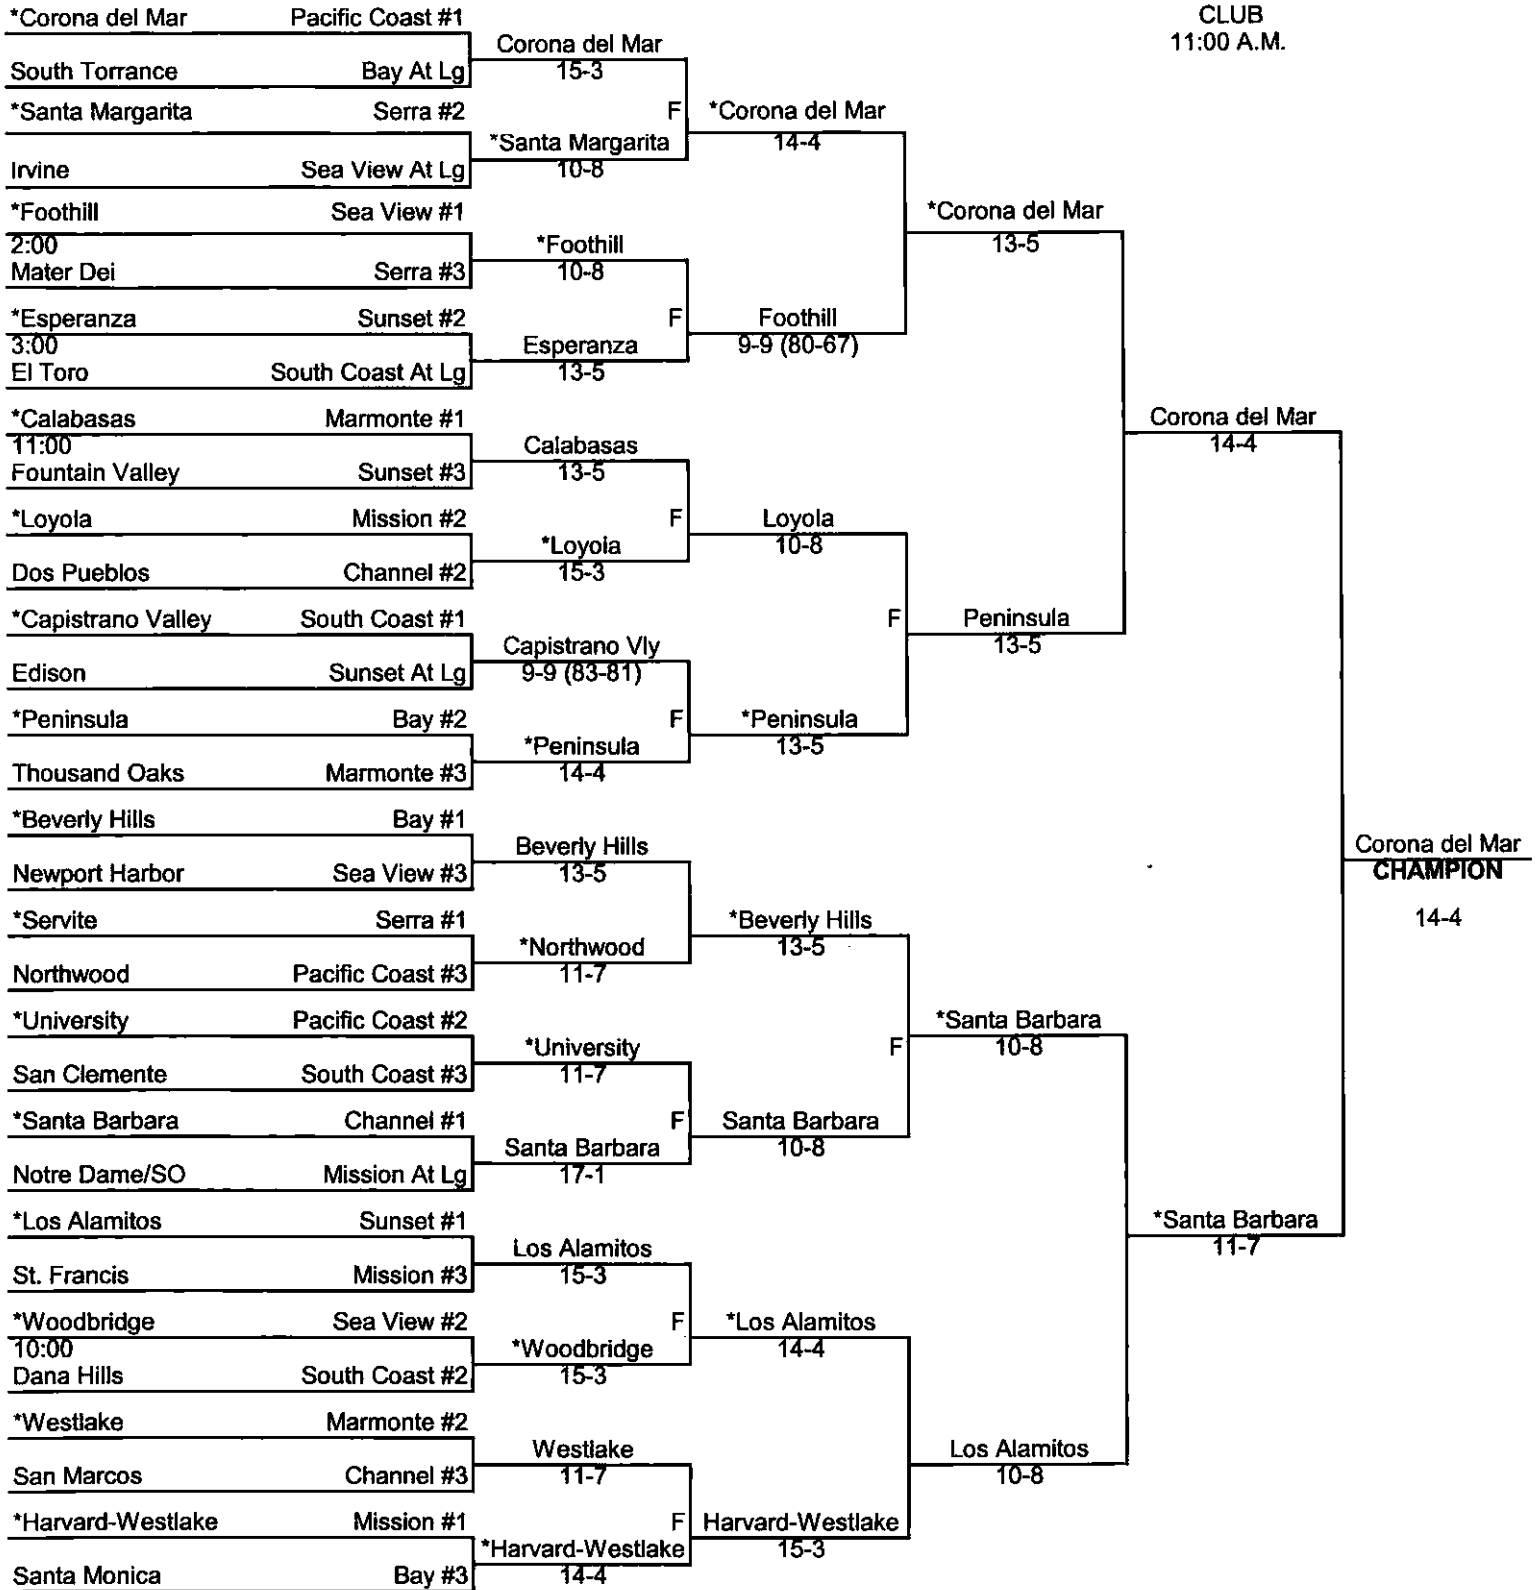 CLUB
11:00 A.M.
*Corona del Mar Pacific Coast #1
South Torrance Bay At Lg
*Santa Margarita Serra #2
Irvine Sea View At Lg
*Foothill Sea View #1
2:00
Mater Dei Serra #3
*Esperanza Sunset #2
3:00
El Toro South Coast At Lg
*Calabasas Marmonte #1
11:00
Fountain Valley Sunset #3
*Loyola Mission #2
Dos Pueblos Channel #2
*Capistrano Valley South Coast #1
Edison Sunset At Lg
*Peninsula Bay #2
Thousand Oaks Marmonte #3
*Beverly Hills Bay #1
Newport Harbor Sea View #3
*Servite Serra #1
Northwood Pacific Coast #3
*University Pacific Coast #2
San Clemente South Coast #3
*Santa Barbara Channel #1
Notre Dame/SO Mission At Lg
*Los Alamitos Sunset #1
St. Francis Mission #3
*Woodbridge Sea View #2
10:00
Dana Hills South Coast #2
*Westlake Marmonte #2
San Marcos Channel #3
*Harvard-Westlake Mission #1
Santa Monica Bay #3
Corona del Mar
15-3
F
*Santa Margarita
10-8
*Foothill
10-8
F
Esperanza
13-5
Calabasas
13-5
F
*Loyola
15-3
Capistrano Vly
9-9 (83-81)
F
*Peninsula
14-4
Beverly Hills
13-5
*Northwood
11-7
*University
11-7
F
Santa Barbara
17-1
Los Alamitos
15-3
F
*Woodbridge
15-3
Westlake
11-7
F
*Harvard-Westlake
14-4
*Corona del Mar
14-4
Foothill
9-9 (80-67)
Loyola
10-8
F
*Peninsula
13-5
*Beverly Hills
13-5
F
Santa Barbara
10-8
*Los Alamitos
14-4
Harvard-Westlake
15-3
*Corona del Mar
13-5
Peninsula
13-5
*Santa Barbara
10-8
Los Alamitos
10-8
Corona del Mar
14-4
*Santa Barbara
11-7
Corona del Mar
CHAMPION
14-4